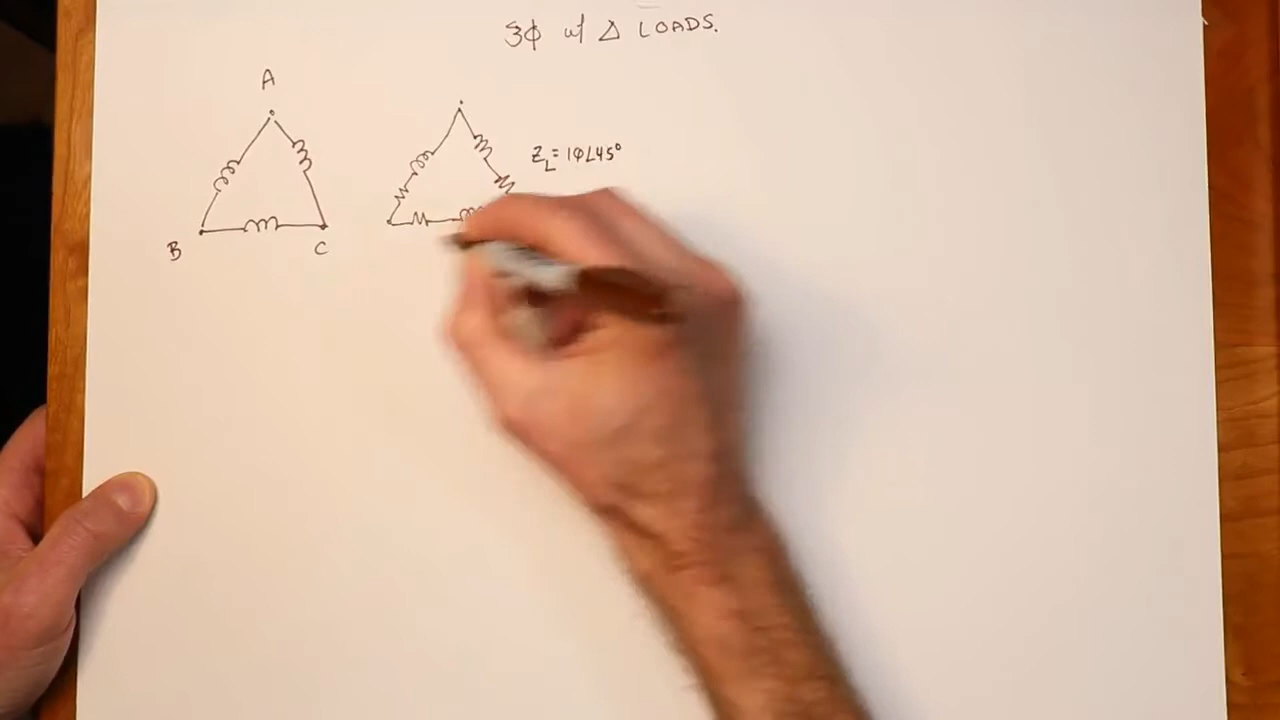 3ϕ w/ Δ LOADS.
A
Z_L = 10∠45°
B
C